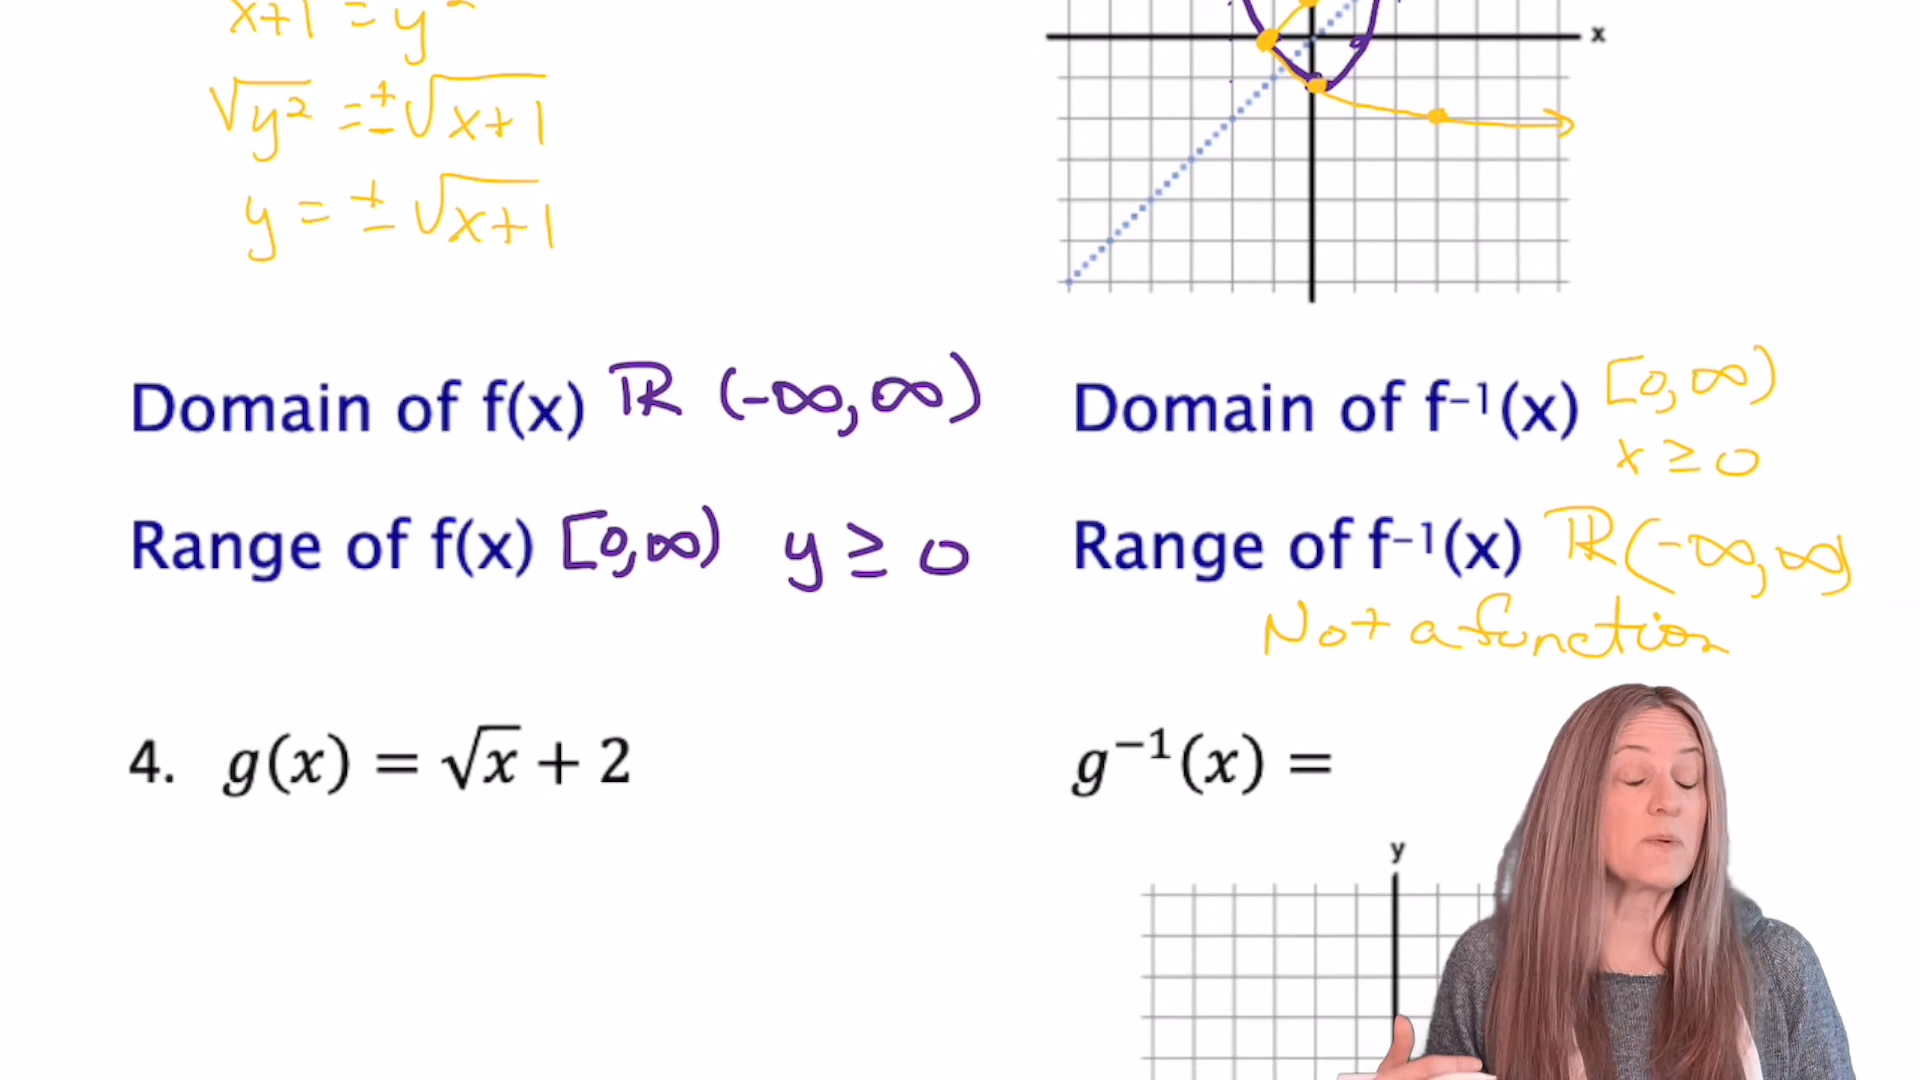 x+1 = y²
x
√y² = ±√x+1
y = ±√x+1
Domain of f(x) ℝ (-∞,∞)
Domain of f⁻¹(x) [0,∞)
x ≥ 0
Range of f(x) [0,∞) y ≥ 0
Range of f⁻¹(x) ℝ(-∞,∞)
Not a function
4. g(x) = √x + 2
g⁻¹(x) =
y